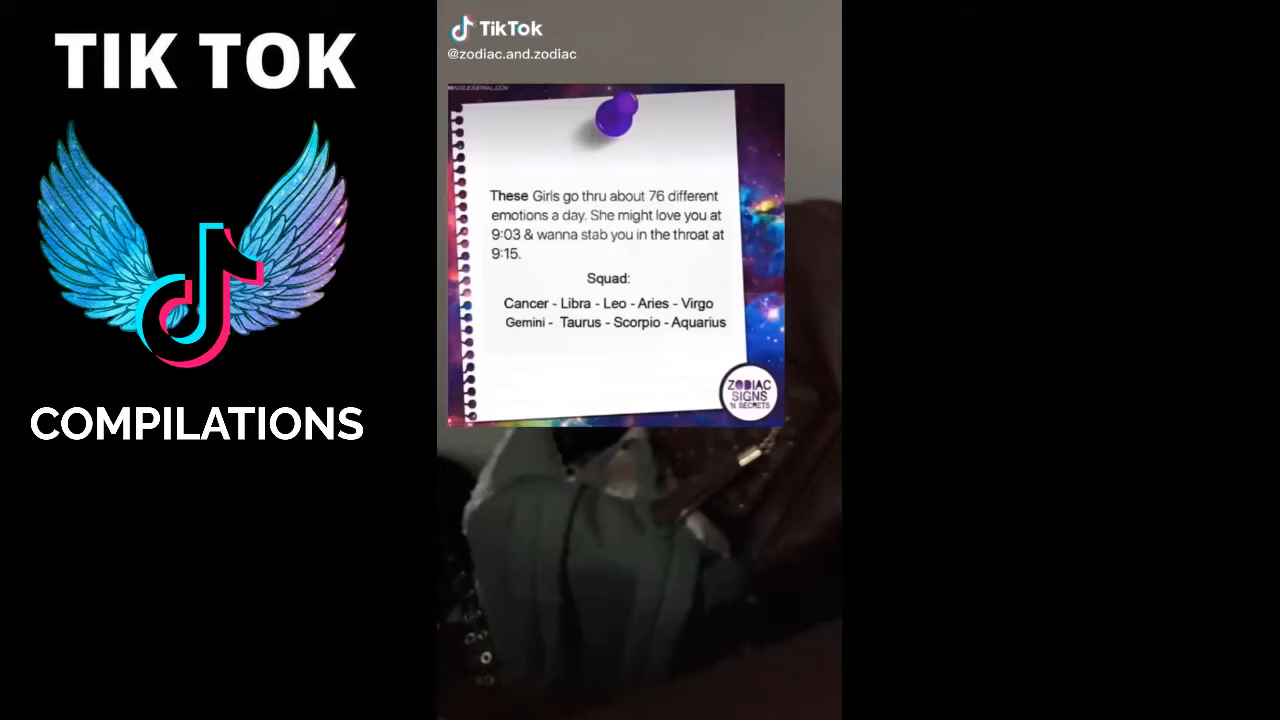 TIK TOK
COMPILATIONS
TikTok
@zodiac.and.zodiac
These Girls go thru about 76 different
emotions a day. She might love you at
9:03 & wanna stab you in the throat at
9:15.
Squad:
Cancer - Libra - Leo - Aries - Virgo
Gemini - Taurus - Scorpio - Aquarius
ZODIAC
SIGNS
'N SECRETS